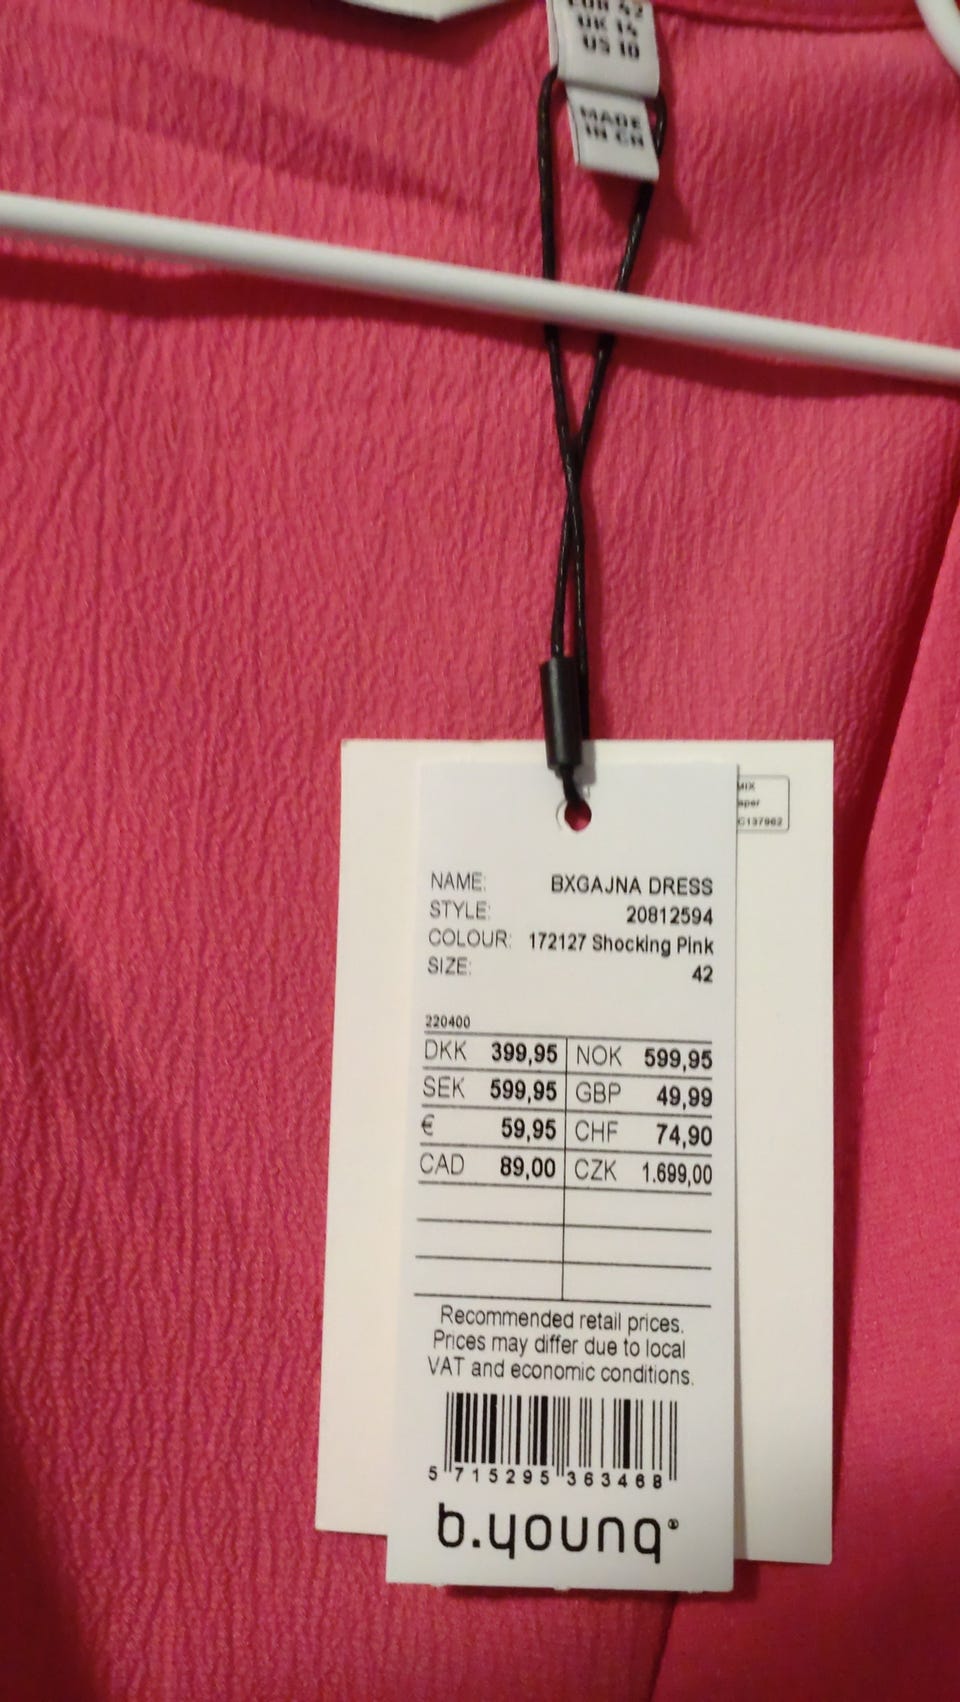 EUR 42
UK 14
US 10
MADE
IN CN
MIX
C137962
NAME: BXGAJNA DRESS
STYLE: 20812594
COLOUR: 172127 Shocking Pink
SIZE: 42
220400
DKK 399,95 NOK 599,95
SEK 599,95 GBP 49,99
€ 59,95 CHF 74,90
CAD 89,00 CZK 1.699,00
Recommended retail prices.
Prices may differ due to local
VAT and economic conditions.
5 715295 363468
b.young®